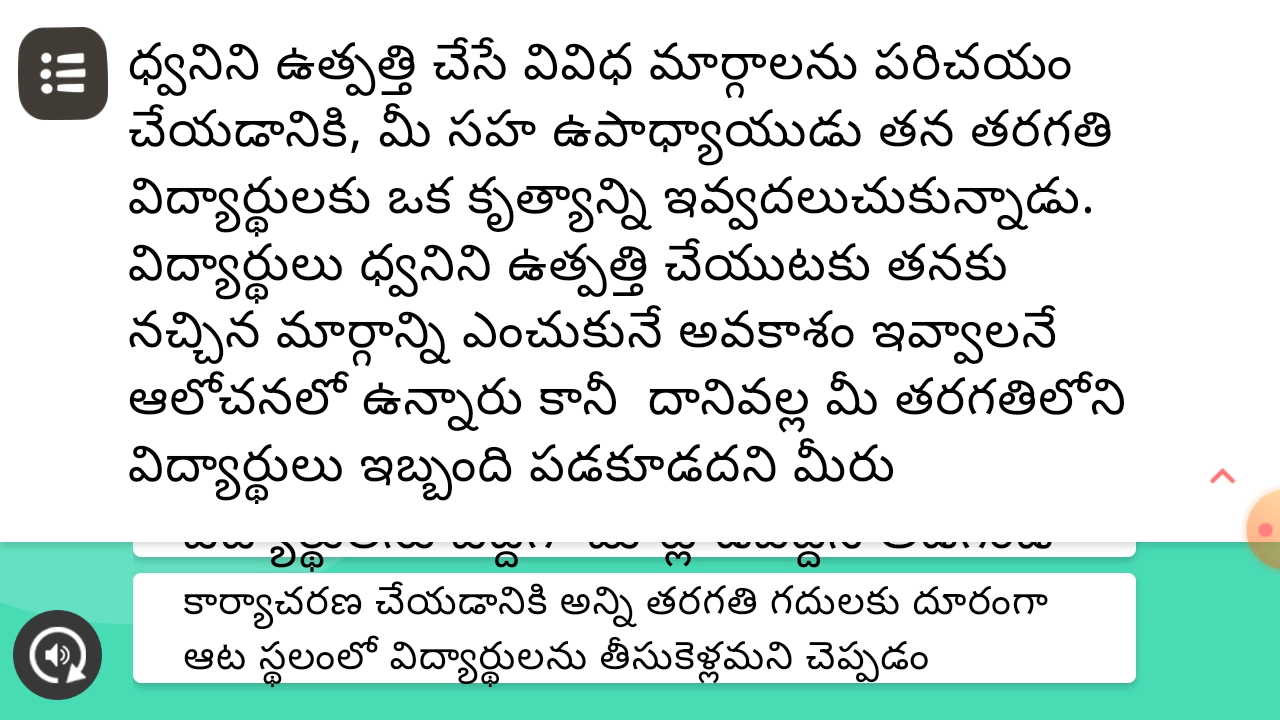 ధ్వనిని ఉత్పత్తి చేసే వివిధ మార్గాలను పరిచయం
చేయడానికి, మీ సహ ఉపాధ్యాయుడు తన తరగతి
విద్యార్థులకు ఒక కృత్యాన్ని ఇవ్వదలుచుకున్నాడు.
విద్యార్థులు ధ్వనిని ఉత్పత్తి చేయుటకు తనకు
నచ్చిన మార్గాన్ని ఎంచుకునే అవకాశం ఇవ్వాలనే
ఆలోచనలో ఉన్నారు కానీ  దానివల్ల మీ తరగతిలోని
విద్యార్థులు ఇబ్బంది పడకూడదని మీరు
కార్యాచరణ చేయడానికి అన్ని తరగతి గదులకు దూరంగా
ఆట స్థలంలో విద్యార్థులను తీసుకెళ్లమని చెప్పడం